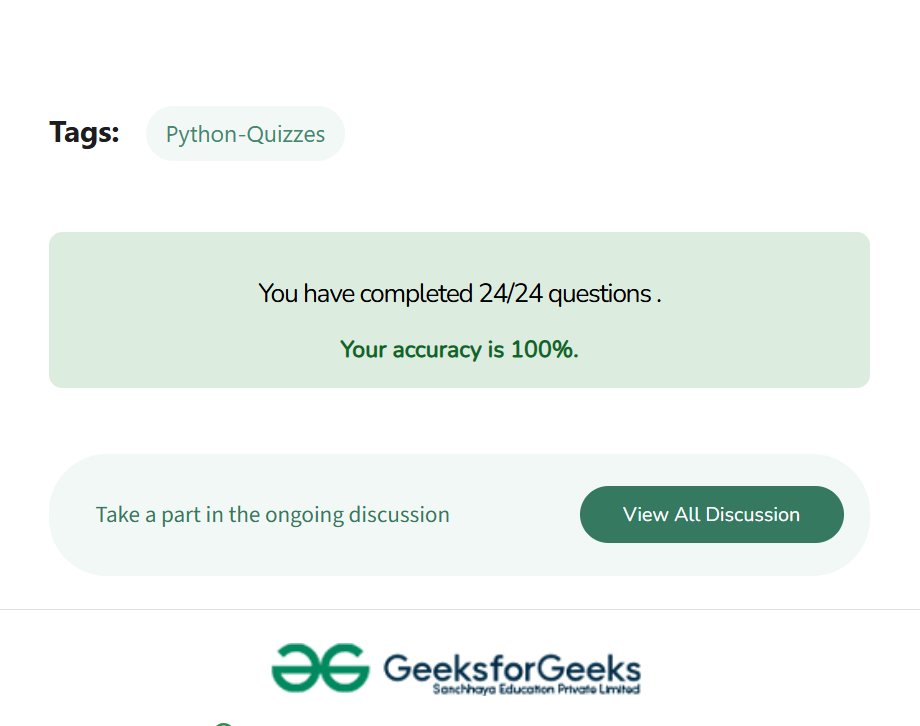 Tags: Python-Quizzes
You have completed 24/24 questions .
Your accuracy is 100%.
Take a part in the ongoing discussion View All Discussion
GeeksforGeeks
Sanchhaya Education Private Limited